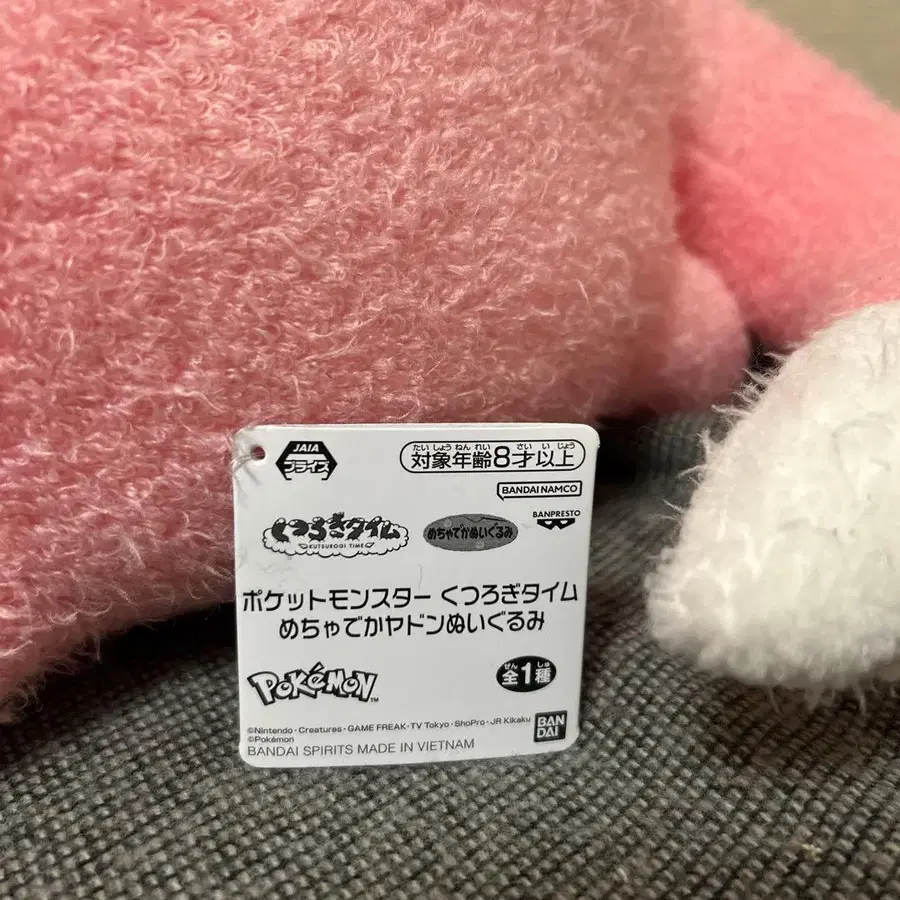 JAIA
プライズ
たいしょうねんれい さい いじょう
対象年齢8才以上
BANDAI NAMCO
BANPRESTO
くつろぎタイム
KUTSUROGI TIME
めちゃでかぬいぐるみ
ポケットモンスター くつろぎタイム
めちゃでかヤドンぬいぐるみ
POKéMON™
ぜん しゅ
全1種
©Nintendo・Creatures・GAME FREAK・TV Tokyo・ShoPro・JR Kikaku
©Pokémon
BANDAI SPIRITS MADE IN VIETNAM
BAN
DAI